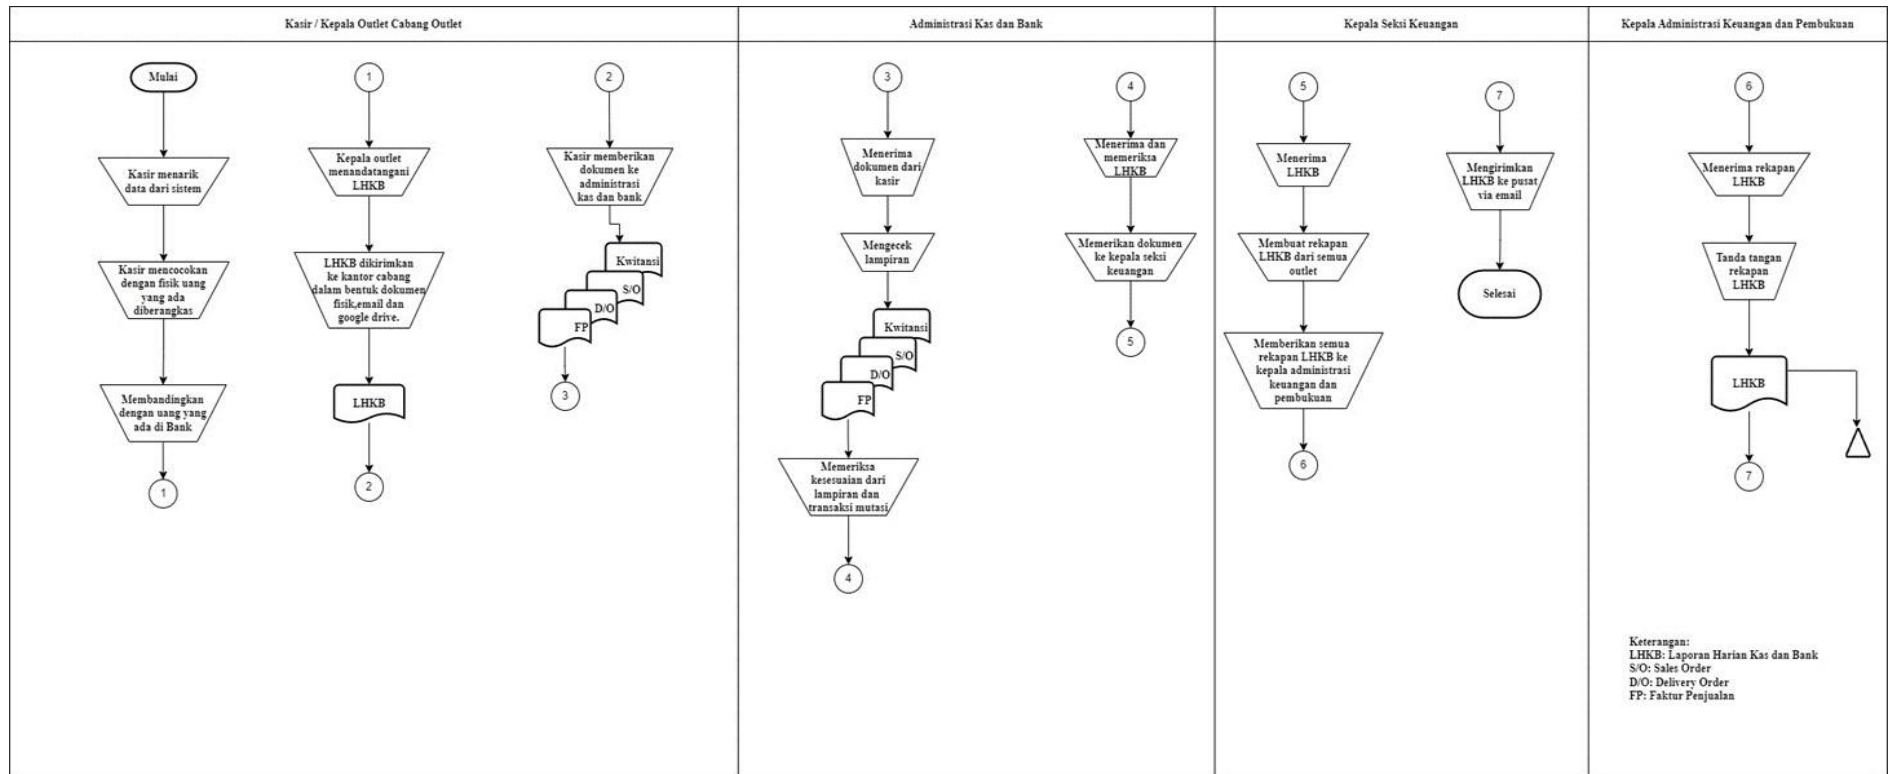 Kasir / Kepala Outlet Cabang Outlet
Mulai
Kasir menarik
data dari sistem
Kasir mencocokan
dengan fisik uang
yang ada
diberangkas
Membandingkan
dengan uang yang
ada di Bank
1
1
Kepala outlet
menandatangani
LHKB
LHKB dikirimkan
ke kantor cabang
dalam bentuk dokumen
fisik,email dan
google drive.
LHKB
2
2
Kasir memberikan
dokumen ke
administrasi
kas dan bank
Kwitansi
S/O
D/O
FP
3
Administrasi Kas dan Bank
3
Menerima
dokumen dari
kasir
Mengecek
lampiran
Kwitansi
S/O
D/O
FP
Memeriksa
kesesuaian dari
lampiran dan
transaksi mutasi
4
4
Menerima dan
memeriksa
LHKB
Memerikan dokumen
ke kepala seksi
keuangan
5
Kepala Seksi Keuangan
5
Menerima
LHKB
Membuat rekapan
LHKB dari semua
outlet
Memberikan semua
rekapan LHKB ke
kepala administrasi
keuangan dan
pembukuan
6
7
Mengirimkan
LHKB ke pusat
via email
Selesai
Kepala Administrasi Keuangan dan Pembukuan
6
Menerima rekapan
LHKB
Tanda tangan
rekapan
LHKB
LHKB
7
Keterangan:
LHKB: Laporan Harian Kas dan Bank
S/O: Sales Order
D/O: Delivery Order
FP: Faktur Penjualan